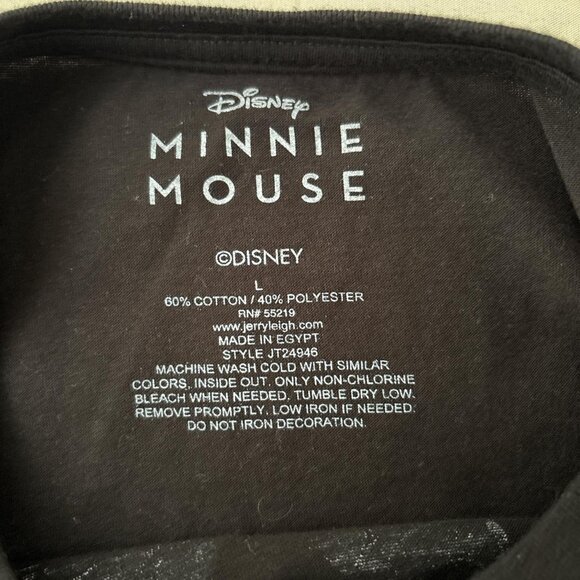 Disney
MINNIE
MOUSE
©DISNEY
L
60% COTTON / 40% POLYESTER
RN# 55219
www.jerryleigh.com
MADE IN EGYPT
STYLE JT24946
MACHINE WASH COLD WITH SIMILAR
COLORS, INSIDE OUT. ONLY NON-CHLORINE
BLEACH WHEN NEEDED. TUMBLE DRY LOW.
REMOVE PROMPTLY. LOW IRON IF NEEDED.
DO NOT IRON DECORATION.